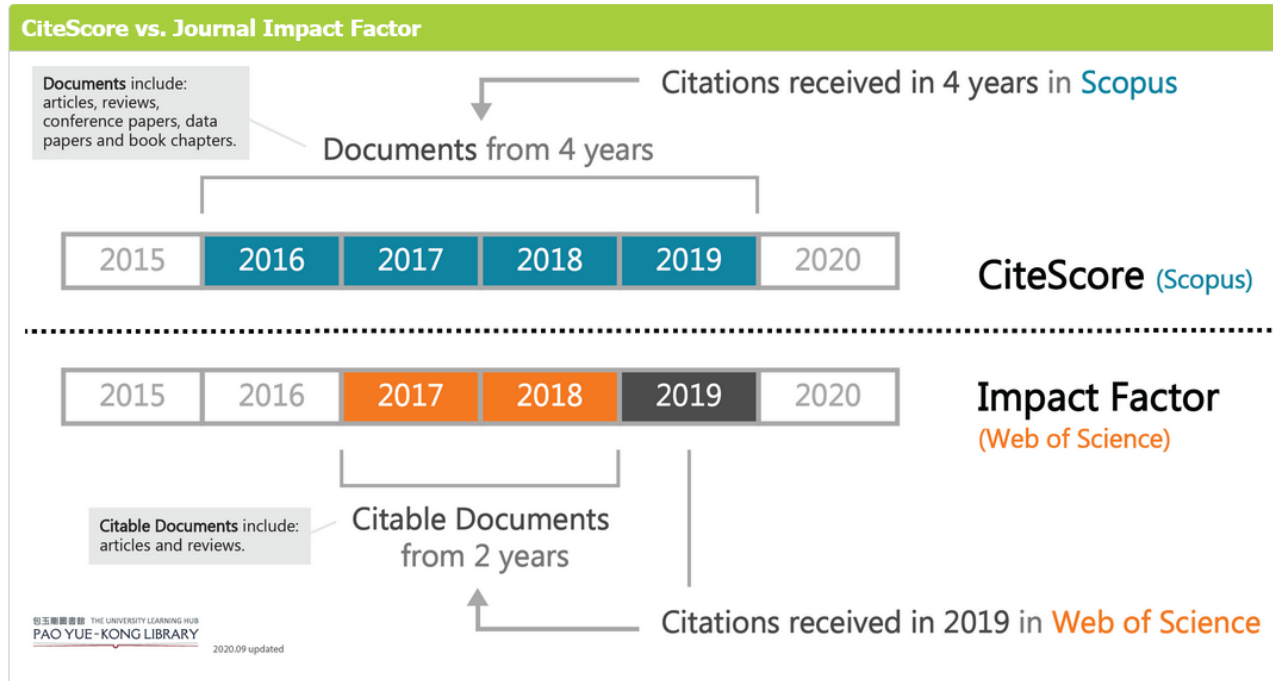 CiteScore vs. Journal Impact Factor
Documents include:
articles, reviews,
conference papers, data
papers and book chapters.
Citations received in 4 years in Scopus
Documents from 4 years
2015 2016 2017 2018 2019 2020
CiteScore (Scopus)
2015 2016 2017 2018 2019 2020
Impact Factor
(Web of Science)
Citable Documents include:
articles and reviews.
Citable Documents
from 2 years
Citations received in 2019 in Web of Science
包玉剛圖書館 THE UNIVERSITY LEARNING HUB
PAO YUE-KONG LIBRARY
2020.09 updated